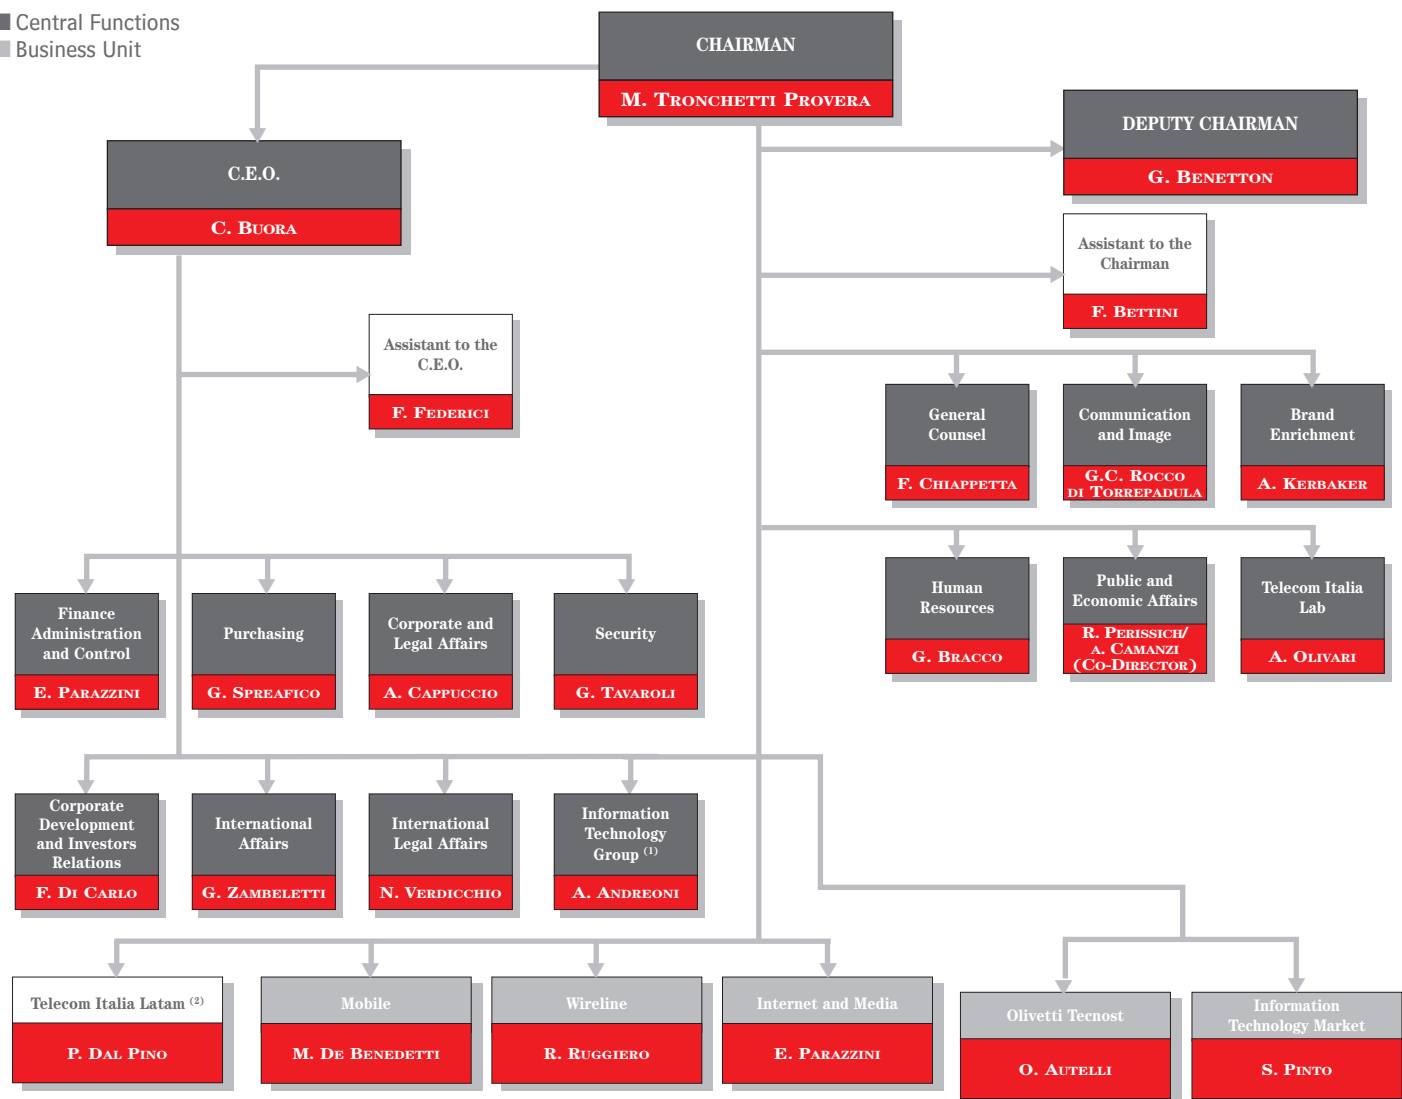 Central Functions
Business Unit
CHAIRMAN
M. TRONCHETTI PROVERA
DEPUTY CHAIRMAN
G. BENETTON
C.E.O.
C. BUORA
Assistant to the
Chairman
F. BETTINI
Assistant to the
C.E.O.
F. FEDERICI
General
Counsel
F. CHIAPPETTA
Communication
and Image
G.C. ROCCO
DI TORREPADULA
Brand
Enrichment
A. KERBAKER
Human
Resources
G. BRACCO
Public and
Economic Affairs
R. PERISSICH/
A. CAMANZI
(CO-DIRECTOR)
Telecom Italia
Lab
A. OLIVARI
Finance
Administration
and Control
E. PARAZZINI
Purchasing
G. SPREAFICO
Corporate and
Legal Affairs
A. CAPPUCCIO
Security
G. TAVAROLI
Corporate
Development
and Investors
Relations
F. DI CARLO
International
Affairs
G. ZAMBELETTI
International
Legal Affairs
N. VERDICCHIO
Information
Technology
Group (1)
A. ANDREONI
Telecom Italia Latam (2)
P. DAL PINO
Mobile
M. DE BENEDETTI
Wireline
R. RUGGIERO
Internet and Media
E. PARAZZINI
Olivetti Tecnost
O. AUTELLI
Information
Technology Market
S. PINTO